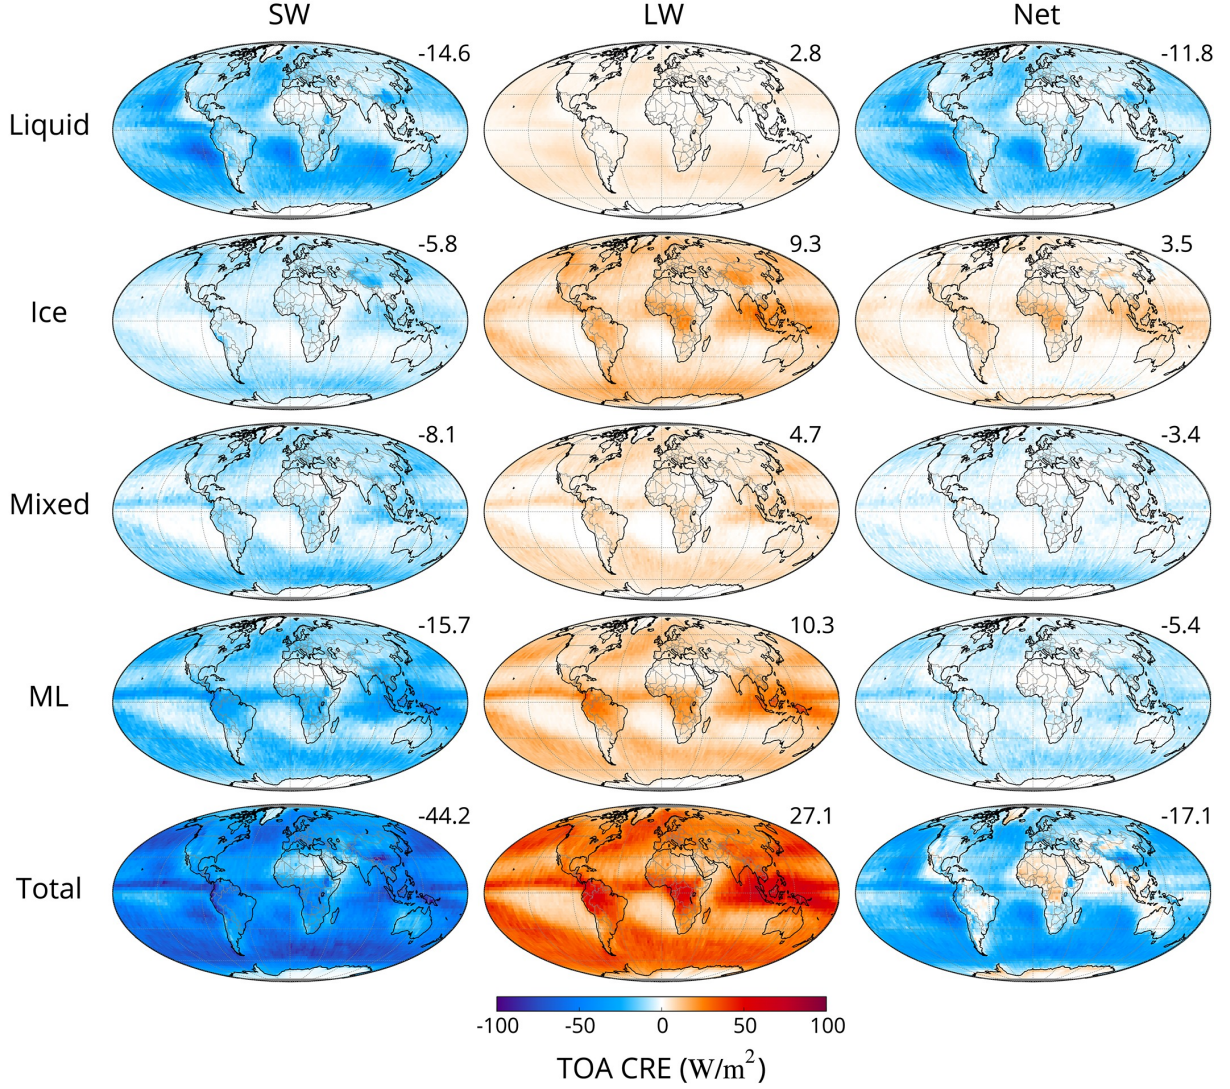 SW LW Net
Liquid -14.6 2.8 -11.8
Ice -5.8 9.3 3.5
Mixed -8.1 4.7 -3.4
ML -15.7 10.3 -5.4
Total -44.2 27.1 -17.1
-100 -50 0 50 100
TOA CRE (W/m²)